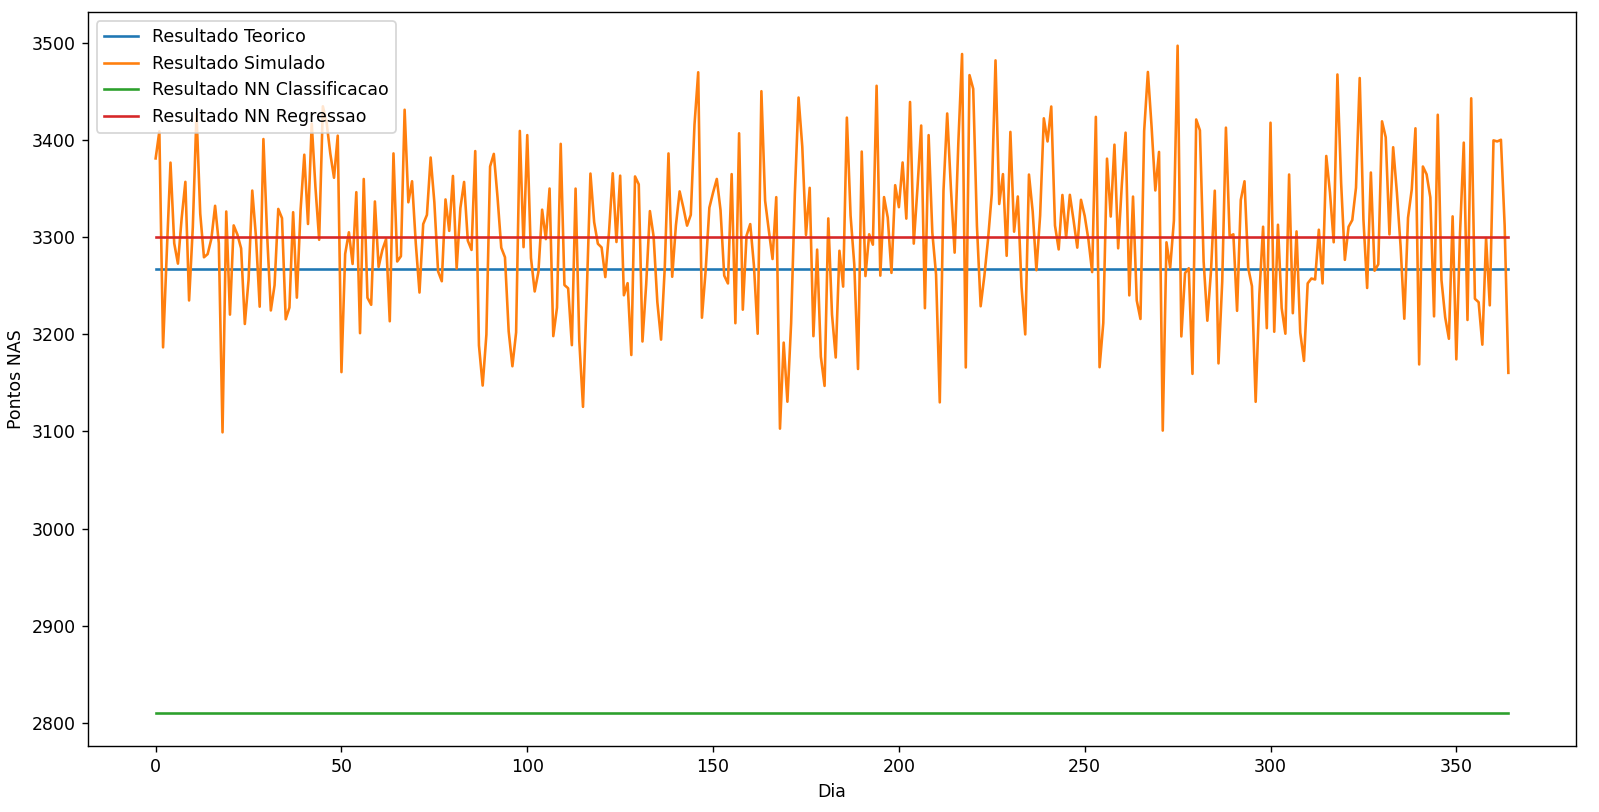 Resultado Teorico
Resultado Simulado
Resultado NN Classificacao
Resultado NN Regressao
3500
3400
3300
3200
3100
3000
2900
2800
Pontos NAS
0 50 100 150 200 250 300 350
Dia